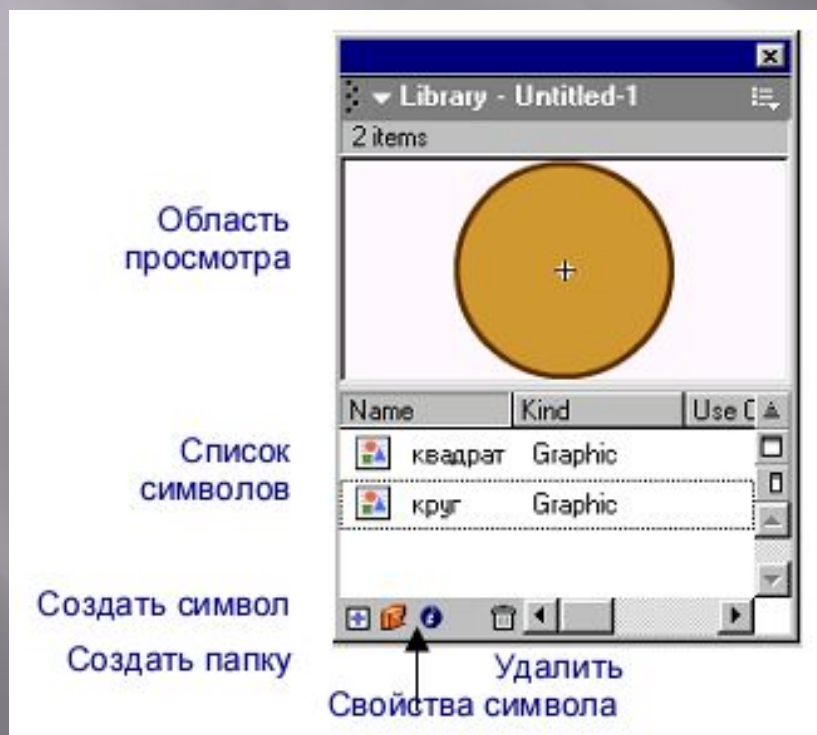 Library - Untitled-1
2 items
Область
просмотра
Name Kind Use C
Список
символов
квадрат Graphic
круг Graphic
Создать символ
Создать папку
Удалить
Свойства символа